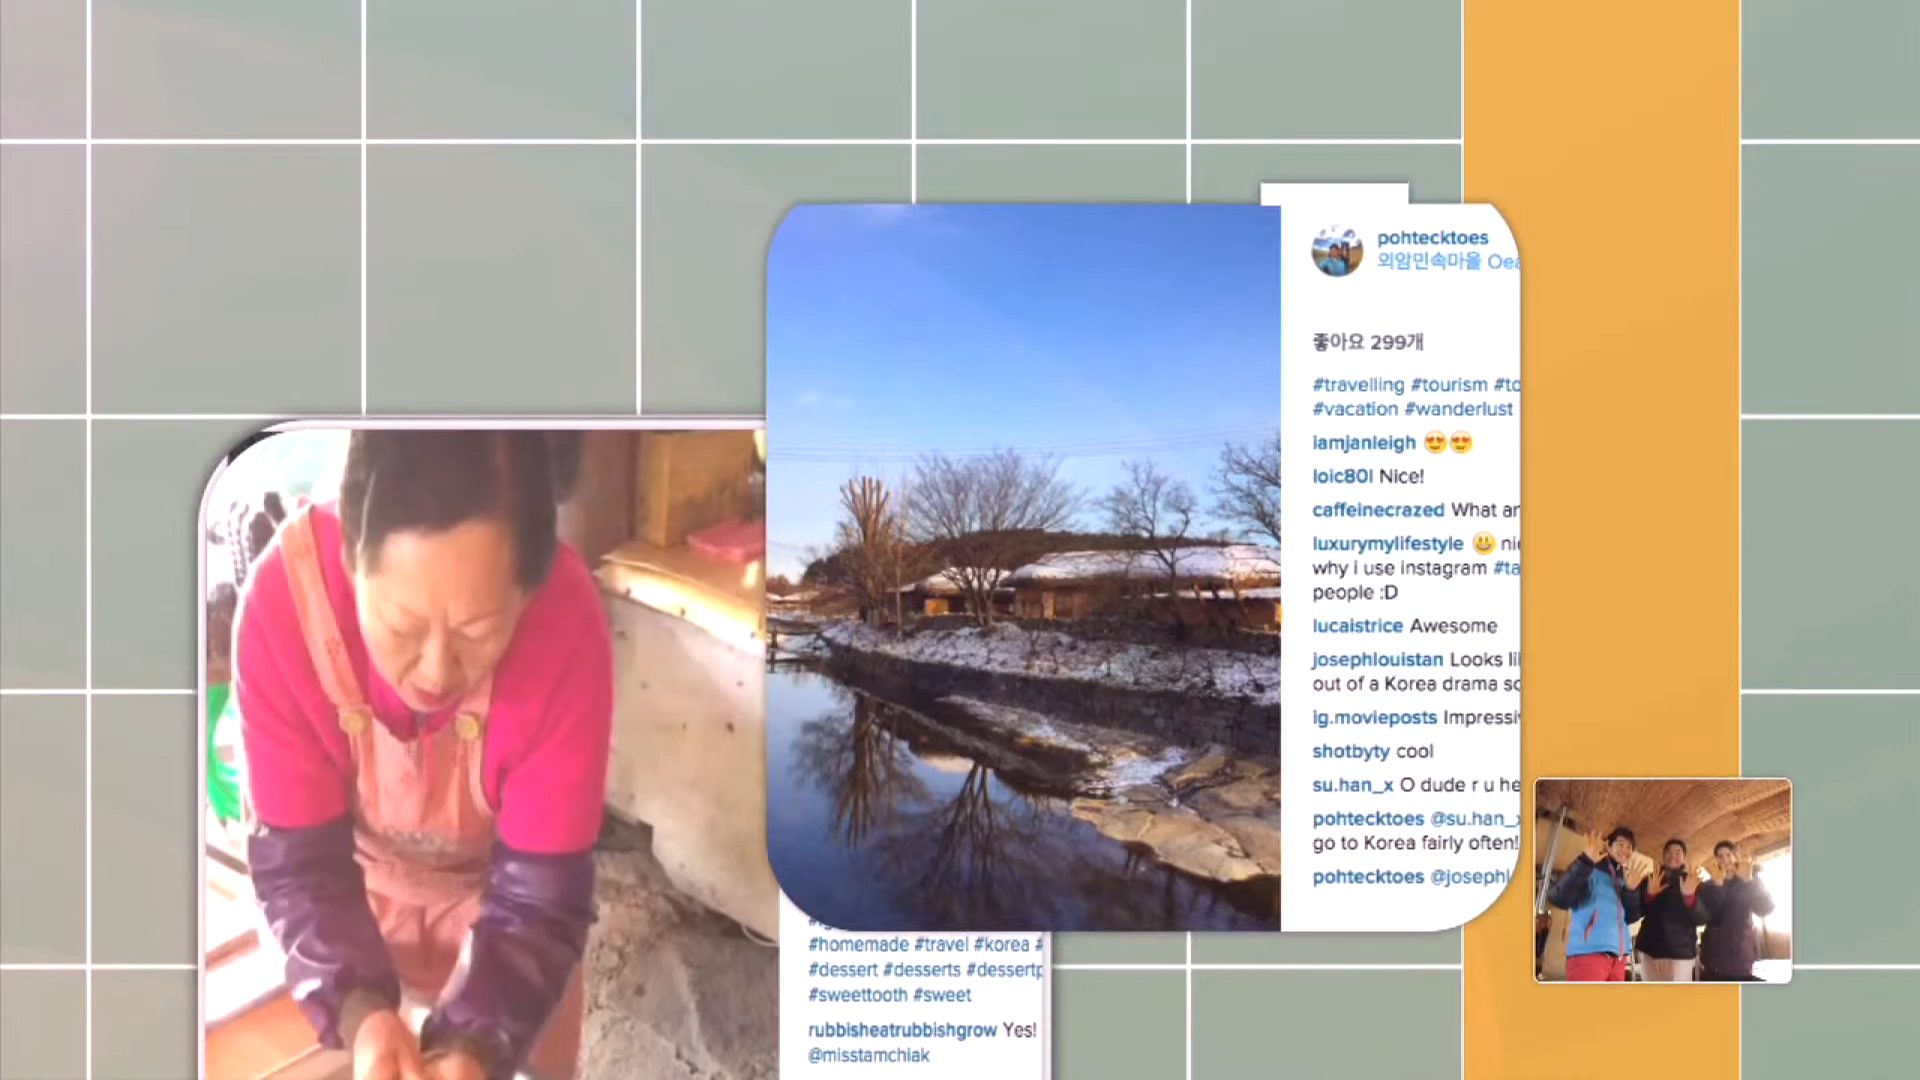 pohtecktoes
외암민속마을
좋아요 299개
#travelling #tourism
#vacation #wanderlust
iamjanleigh 😍😍
loic80l Nice!
caffeinecrazed What
luxurymylifestyle 😃
why i use instagram
people :D
lucaistrice Awesome
josephlouistan Looks
out of a Korea drama
ig.movieposts
shotbyty cool
su.han_x O dude r u
pohtecktoes @su.han_x
go to Korea fairly often!
pohtecktoes
#homemade #travel #korea #
#dessert #desserts
#sweettooth #sweet
rubbisheatrubbishgrow Yes!
@misstamchiak